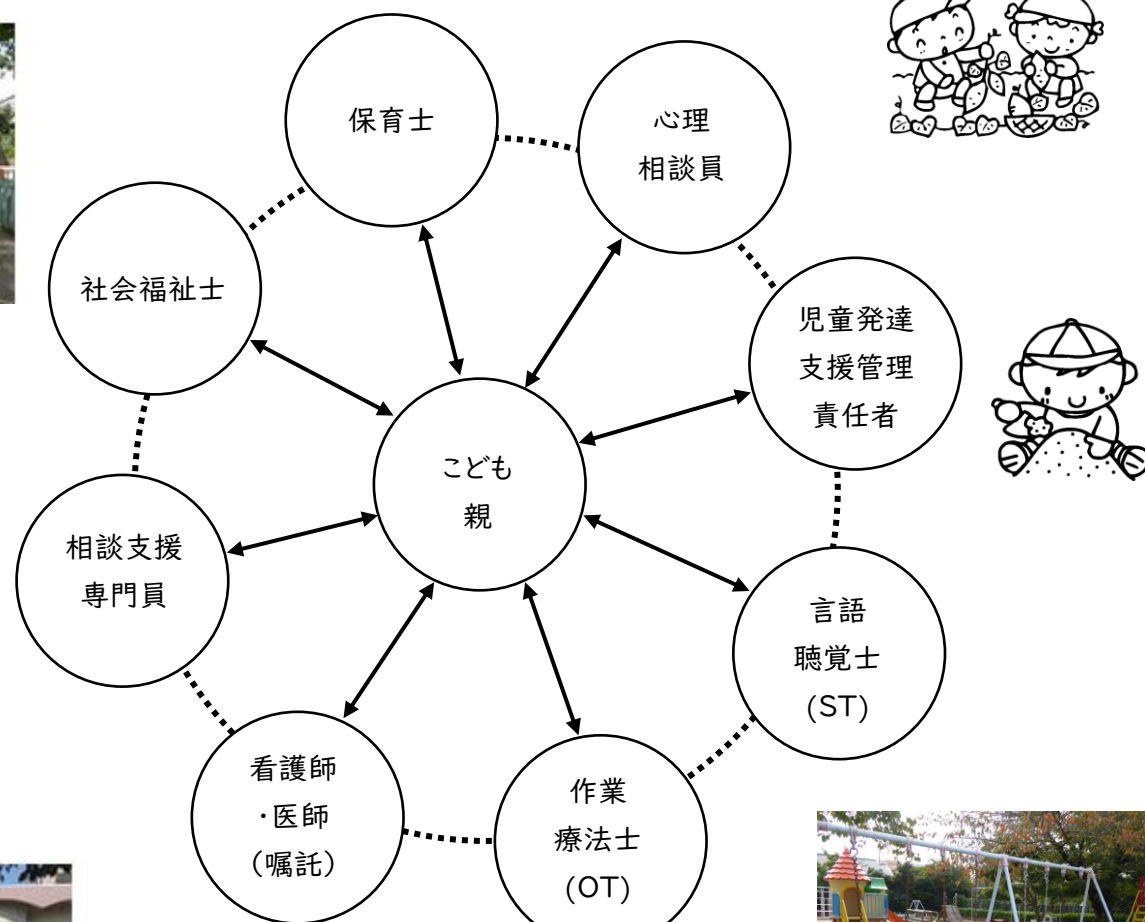 保育士
心理
相談員
社会福祉士
児童発達
支援管理
責任者
こども
親
相談支援
専門員
言語
聴覚士
(ST)
看護師
・医師
(嘱託)
作業
療法士
(OT)